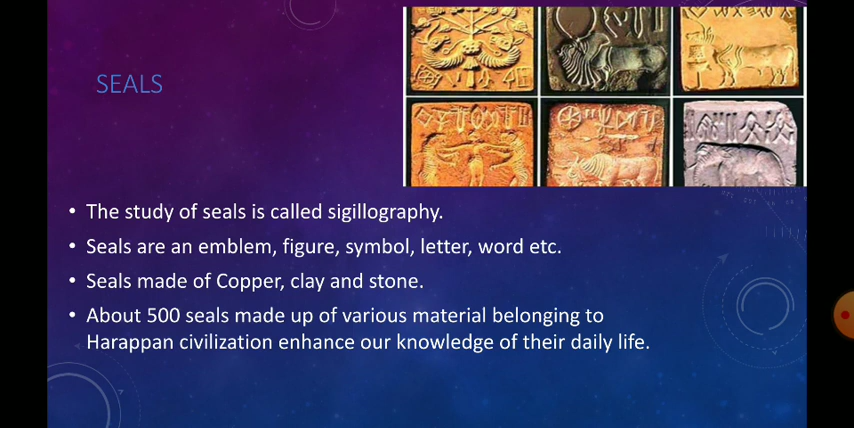 SEALS
• The study of seals is called sigillography.
• Seals are an emblem, figure, symbol, letter, word etc.
• Seals made of Copper, clay and stone.
• About 500 seals made up of various material belonging to
Harappan civilization enhance our knowledge of their daily life.